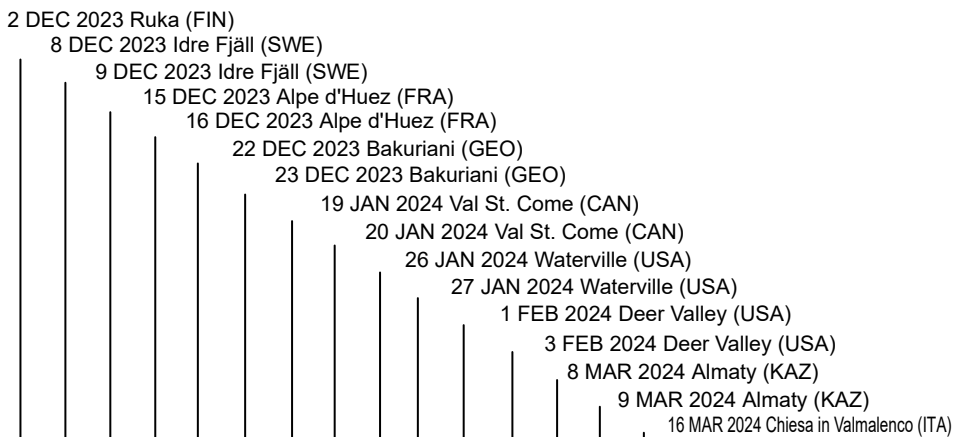 2 DEC 2023 Ruka (FIN)
8 DEC 2023 Idre Fjäll (SWE)
9 DEC 2023 Idre Fjäll (SWE)
15 DEC 2023 Alpe d'Huez (FRA)
16 DEC 2023 Alpe d'Huez (FRA)
22 DEC 2023 Bakuriani (GEO)
23 DEC 2023 Bakuriani (GEO)
19 JAN 2024 Val St. Come (CAN)
20 JAN 2024 Val St. Come (CAN)
26 JAN 2024 Waterville (USA)
27 JAN 2024 Waterville (USA)
1 FEB 2024 Deer Valley (USA)
3 FEB 2024 Deer Valley (USA)
8 MAR 2024 Almaty (KAZ)
9 MAR 2024 Almaty (KAZ)
16 MAR 2024 Chiesa in Valmalenco (ITA)